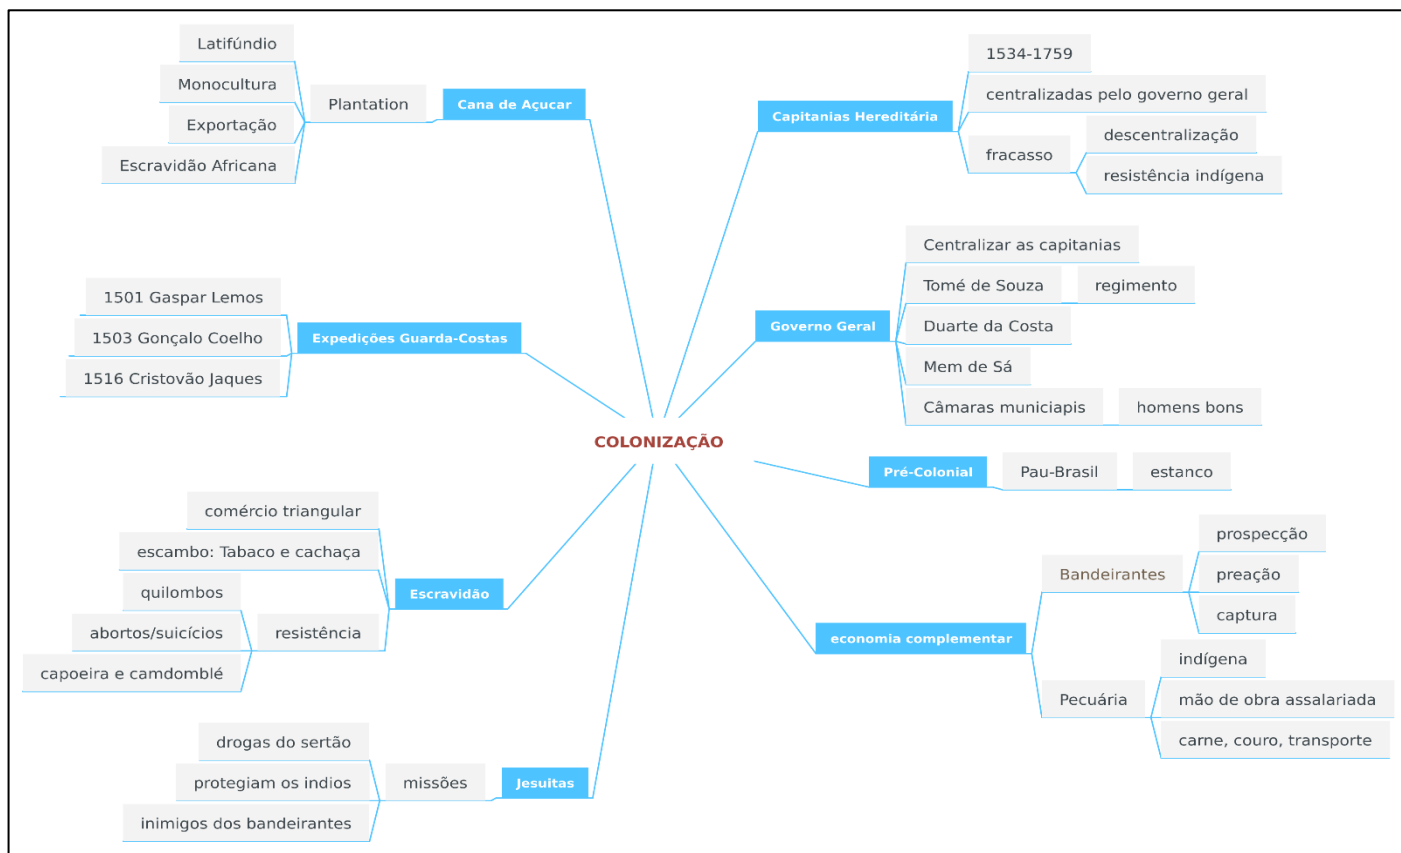 COLONIZAÇÃO
Cana de Açucar
Plantation
Latifúndio
Monocultura
Exportação
Escravidão Africana
Expedições Guarda-Costas
1501 Gaspar Lemos
1503 Gonçalo Coelho
1516 Cristovão Jaques
Escravidão
comércio triangular
escambo: Tabaco e cachaça
resistência
quilombos
abortos/suicícios
capoeira e camdomblé
Jesuitas
missões
drogas do sertão
protegiam os indios
inimigos dos bandeirantes
Capitanias Hereditária
1534-1759
centralizadas pelo governo geral
fracasso
descentralização
resistência indígena
Governo Geral
Centralizar as capitanias
Tomé de Souza
regimento
Duarte da Costa
Mem de Sá
Câmaras municiapis
homens bons
Pré-Colonial
Pau-Brasil
estanco
economia complementar
Bandeirantes
prospecção
preação
captura
Pecuária
indígena
mão de obra assalariada
carne, couro, transporte